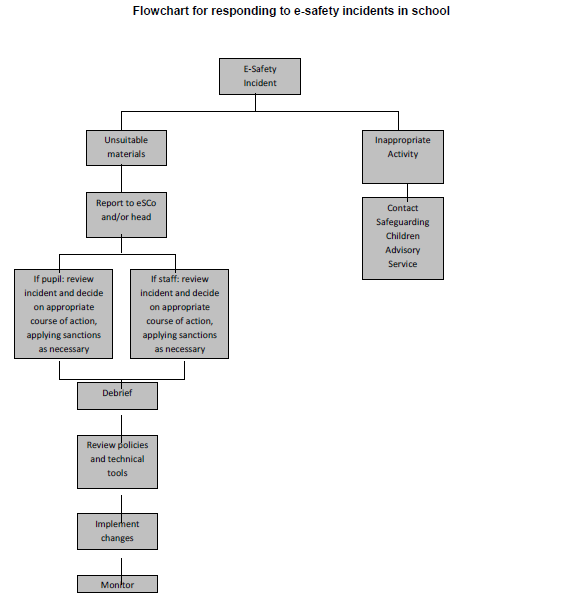 Flowchart for responding to e-safety incidents in school
E-Safety
Incident
Unsuitable
materials
Inappropriate
Activity
Report to eSCo
and/or head
Contact
Safeguarding
Children
Advisory
Service
If pupil: review
incident and decide
on appropriate
course of action,
applying sanctions
as necessary
If staff: review
incident and decide
on appropriate
course of action,
applying sanctions
as necessary
Debrief
Review policies
and technical
tools
Implement
changes
Monitor